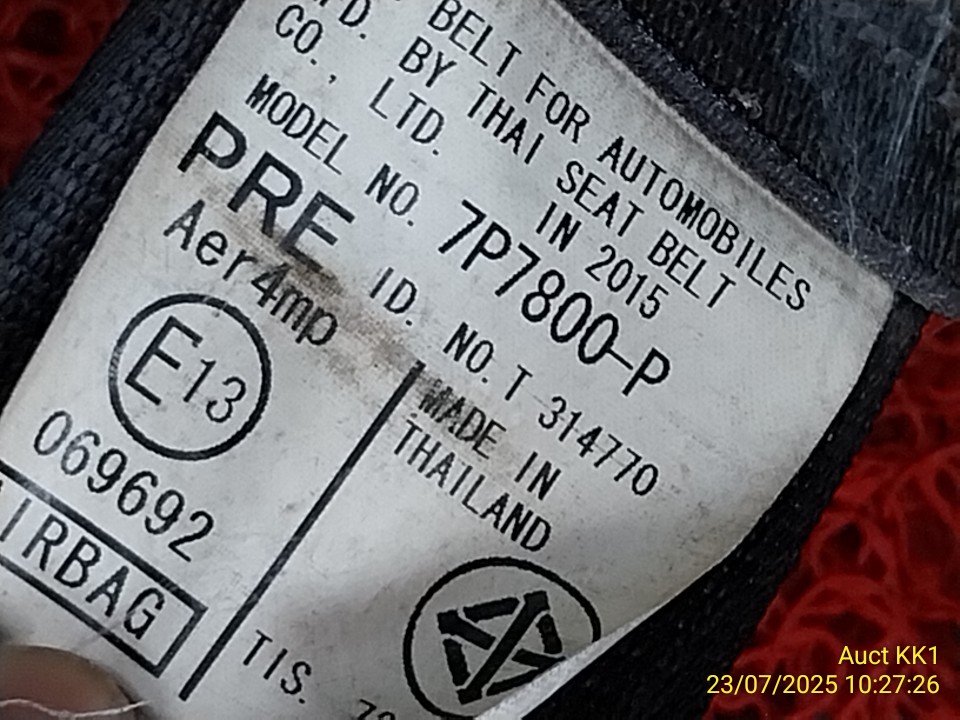 BELT FOR AUTOMOBILES
BY THAI SEAT BELT
CO., LTD. IN 2015
MODEL NO. 7P7800-P
PRE ID. NO. T 314770
Aer4mp
E13
069692
AIRBAG
MADE IN
THAILAND
TIS.
Auct KK1
23/07/2025 10:27:26